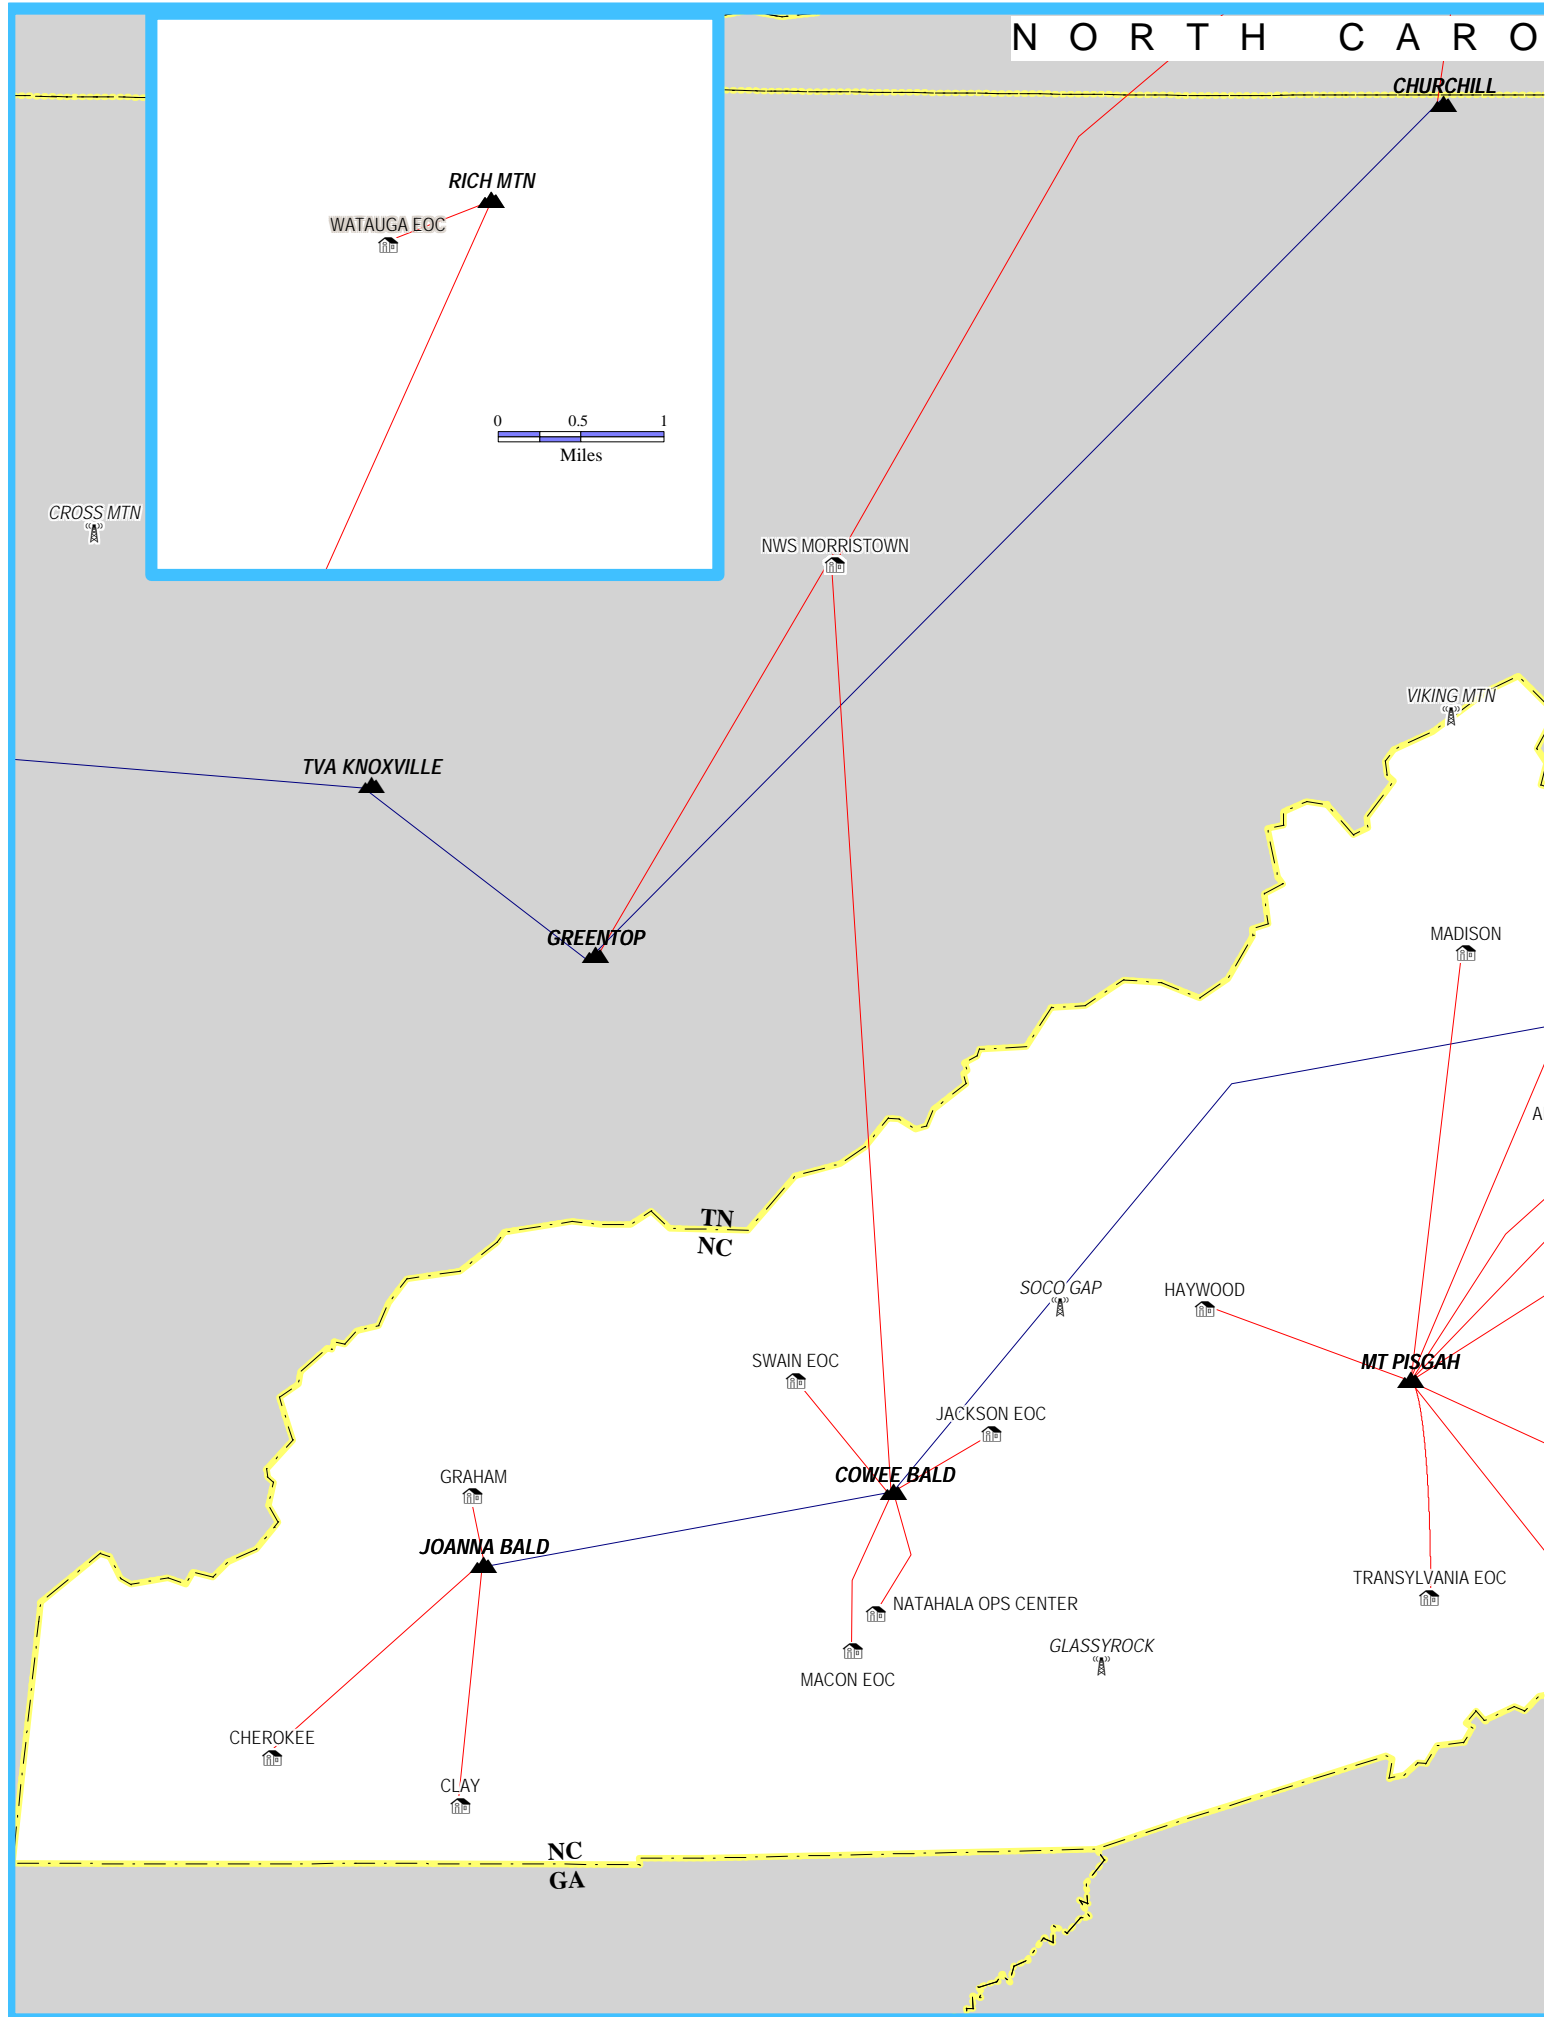 NORTH CARO
CHURCHILL
RICH MTN
WATAUGA EOC
0 0.5 1
Miles
CROSS MTN
NWS MORRISTOWN
VIKING MTN
TVA KNOXVILLE
GREENTOP
MADISON
A
TN
NC
SOCO GAP
HAYWOOD
SWAIN EOC
MT PISGAH
JACKSON EOC
COWEE BALD
GRAHAM
JOANNA BALD
TRANSYLVANIA EOC
NATAHALA OPS CENTER
GLASSYROCK
MACON EOC
CHEROKEE
CLAY
NC
GA